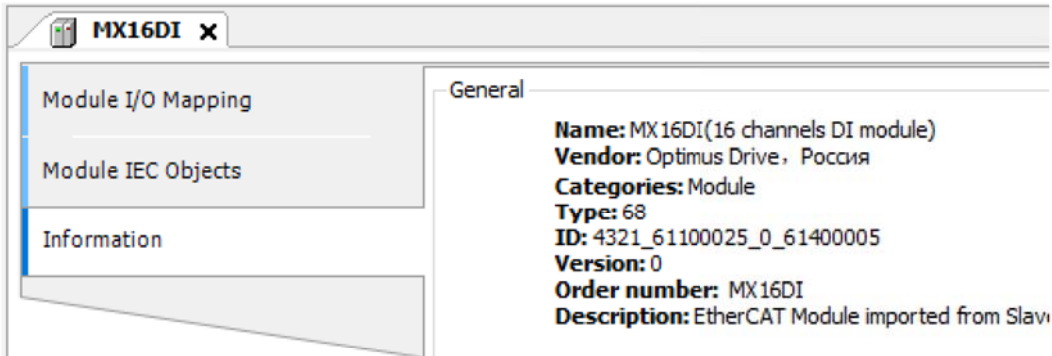 MX16DI
Module I/O Mapping
Module IEC Objects
Information
General
Name: MX16DI(16 channels DI module)
Vendor: Optimus Drive, Россия
Categories: Module
Type: 68
ID: 4321_61100025_0_61400005
Version: 0
Order number: MX16DI
Description: EtherCAT Module imported from